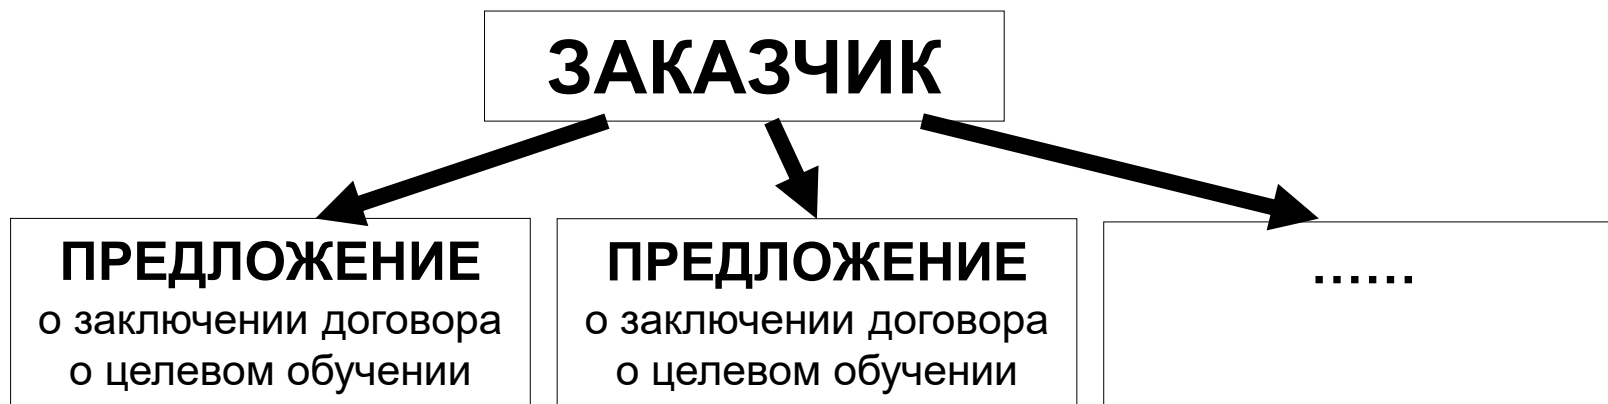 ЗАКАЗЧИК
ПРЕДЛОЖЕНИЕ
о заключении договора
о целевом обучении
ПРЕДЛОЖЕНИЕ
о заключении договора
о целевом обучении
......